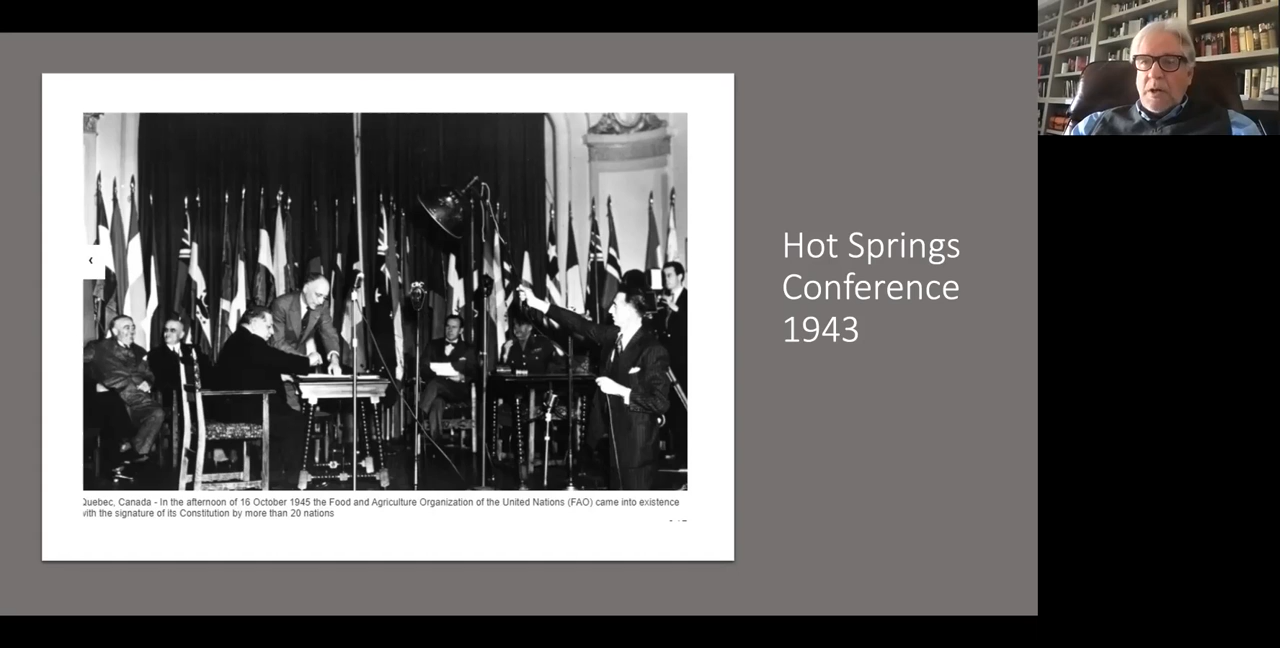 Hot Springs
Conference
1943
Quebec, Canada - In the afternoon of 16 October 1945 the Food and Agriculture Organization of the United Nations (FAO) came into existence
with the signature of its Constitution by more than 20 nations